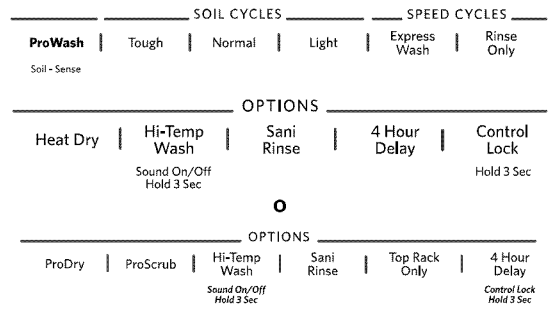 SOIL CYCLES SPEED CYCLES
ProWash Tough Normal Light Express Wash Rinse Only
Soil - Sense
OPTIONS
Heat Dry Hi-Temp Wash Sani Rinse 4 Hour Delay Control Lock
Sound On/Off Hold 3 Sec Hold 3 Sec
O
OPTIONS
ProDry ProScrub Hi-Temp Wash Sani Rinse Top Rack Only 4 Hour Delay
Sound On/Off Hold 3 Sec Control Lock Hold 3 Sec